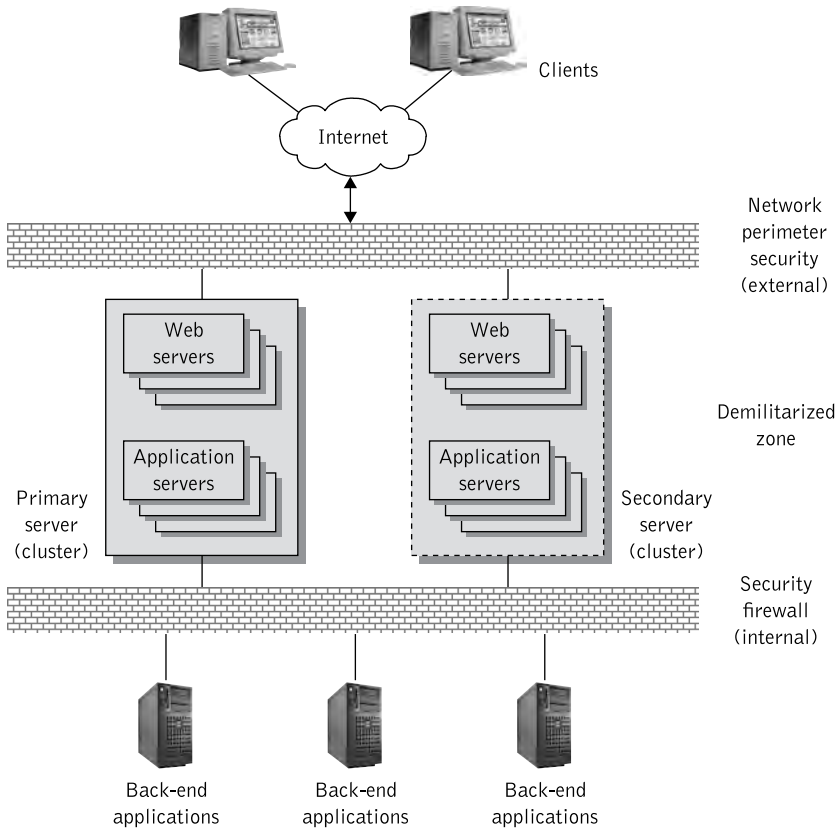 Clients
Internet
Network
perimeter
security
(external)
Web
servers
Web
servers
Demilitarized
zone
Application
servers
Application
servers
Primary
server
(cluster)
Secondary
server
(cluster)
Security
firewall
(internal)
Back-end
applications
Back-end
applications
Back-end
applications